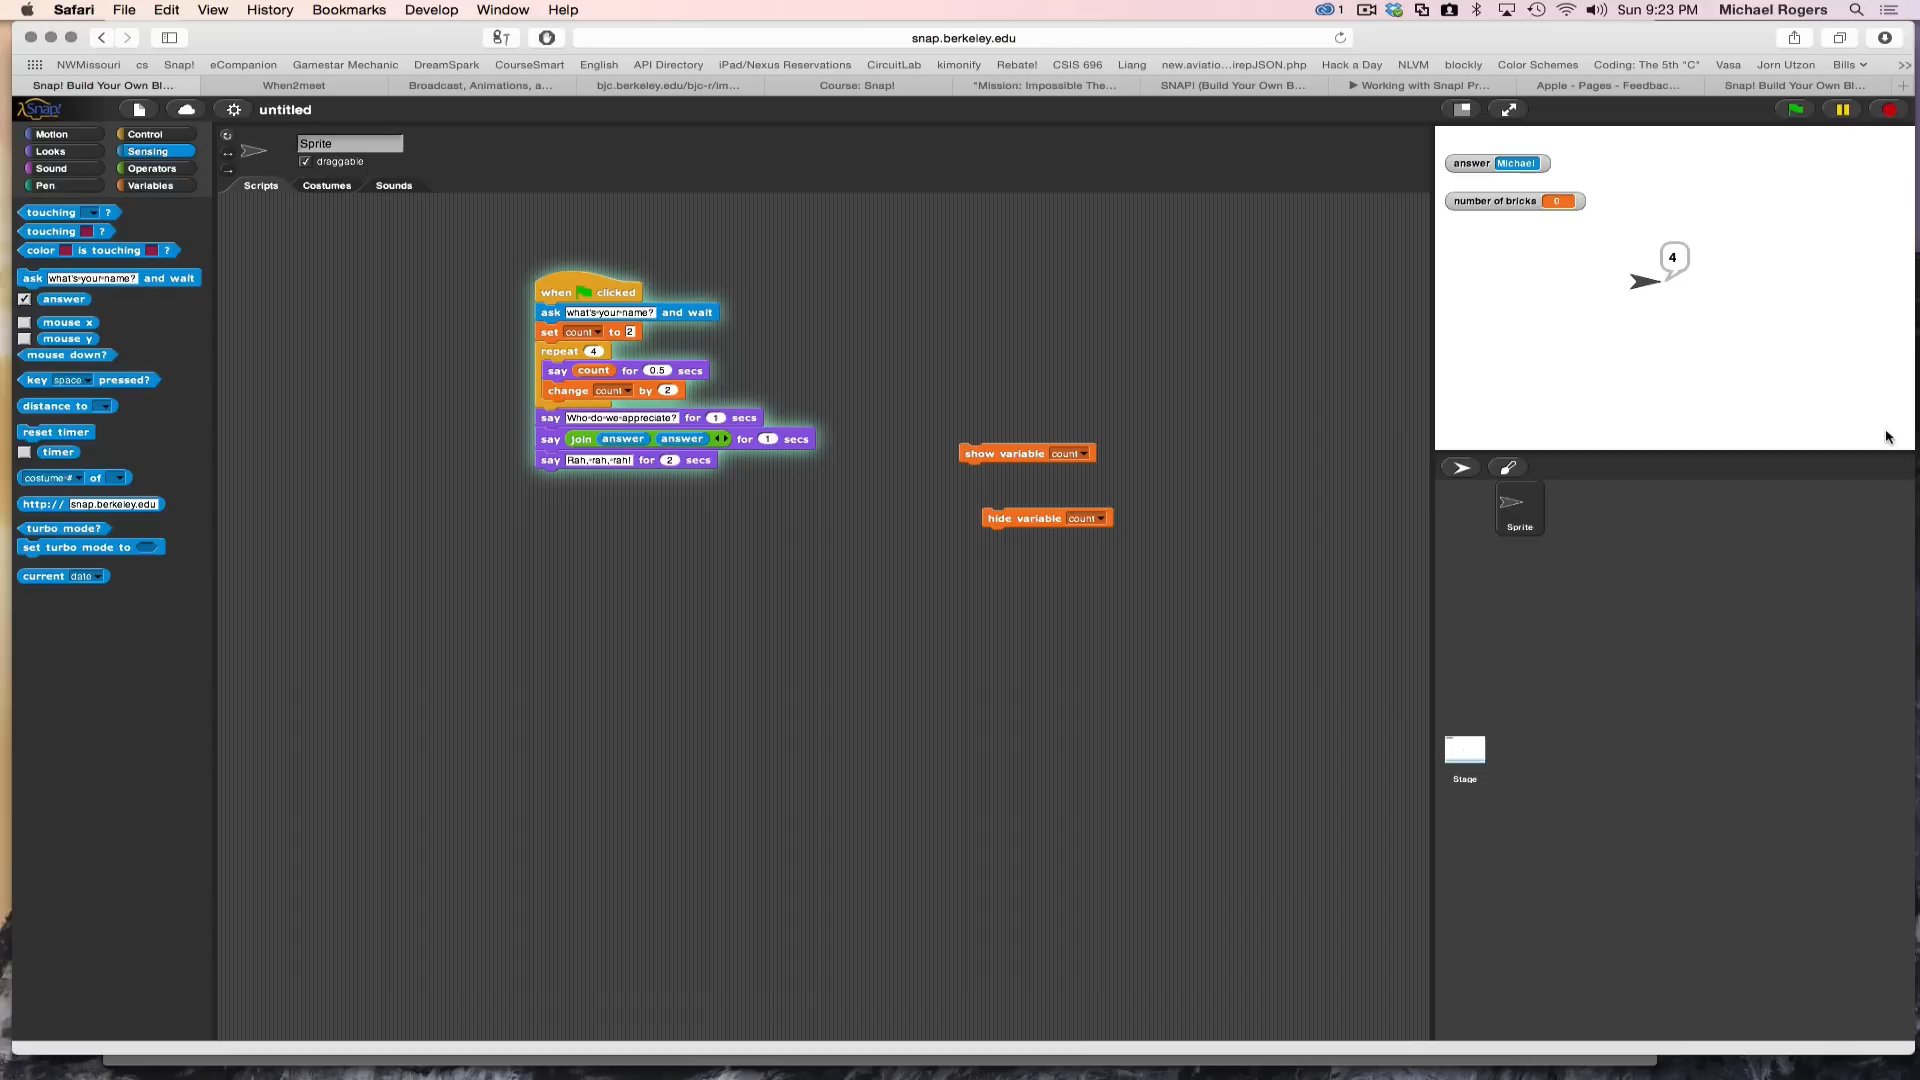 Safari File Edit View History Bookmarks Develop Window Help 1 Sun 9:23 PM Michael Rogers
snap.berkeley.edu
NWMissouri cs Snap! eCompanion Gamestar Mechanic DreamSpark CourseSmart English API Directory iPad/Nexus Reservations CircuitLab kimonify Rebate! CSIS 696 Liang new.aviatio...irepJSON.php Hack a Day NLVM blockly Color Schemes Coding: The 5th "C" Vasa Jorn Utzon Bills >>
Snap! Build Your Own Bl... When2meet Broadcast, Animations, a... bjc.berkeley.edu/bjc-r/im... Course: Snap! "Mission: Impossible The... SNAP! (Build Your Own B... ▶ Working with Snap! Pr... Apple - Pages - Feedbac... Snap! Build Your Own Bl... +
Snap! untitled
Motion Control
Looks Sensing
Sound Operators
Pen Variables
Sprite
draggable
Scripts Costumes Sounds
touching ?
touching ?
color is touching ?
ask what's your name? and wait
answer
mouse x
mouse y
mouse down?
key space pressed?
distance to
reset timer
timer
costume # of
http:// snap.berkeley.edu
turbo mode?
set turbo mode to
current date
when clicked
ask what's your name? and wait
set count to 2
repeat 4
say count for 0.5 secs
change count by 2
say Who do we appreciate? for 1 secs
say join answer answer for 1 secs
say Rah, rah, rah! for 2 secs
show variable count
hide variable count
answer Michael
number of bricks 0
4
Sprite
Stage